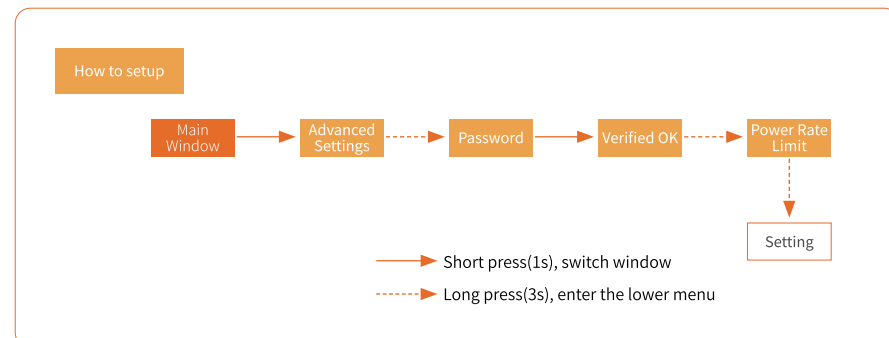 How to setup
Main
Window
Advanced
Settings
Password
Verified OK
Power Rate
Limit
Setting
Short press(1s), switch window
Long press(3s), enter the lower menu